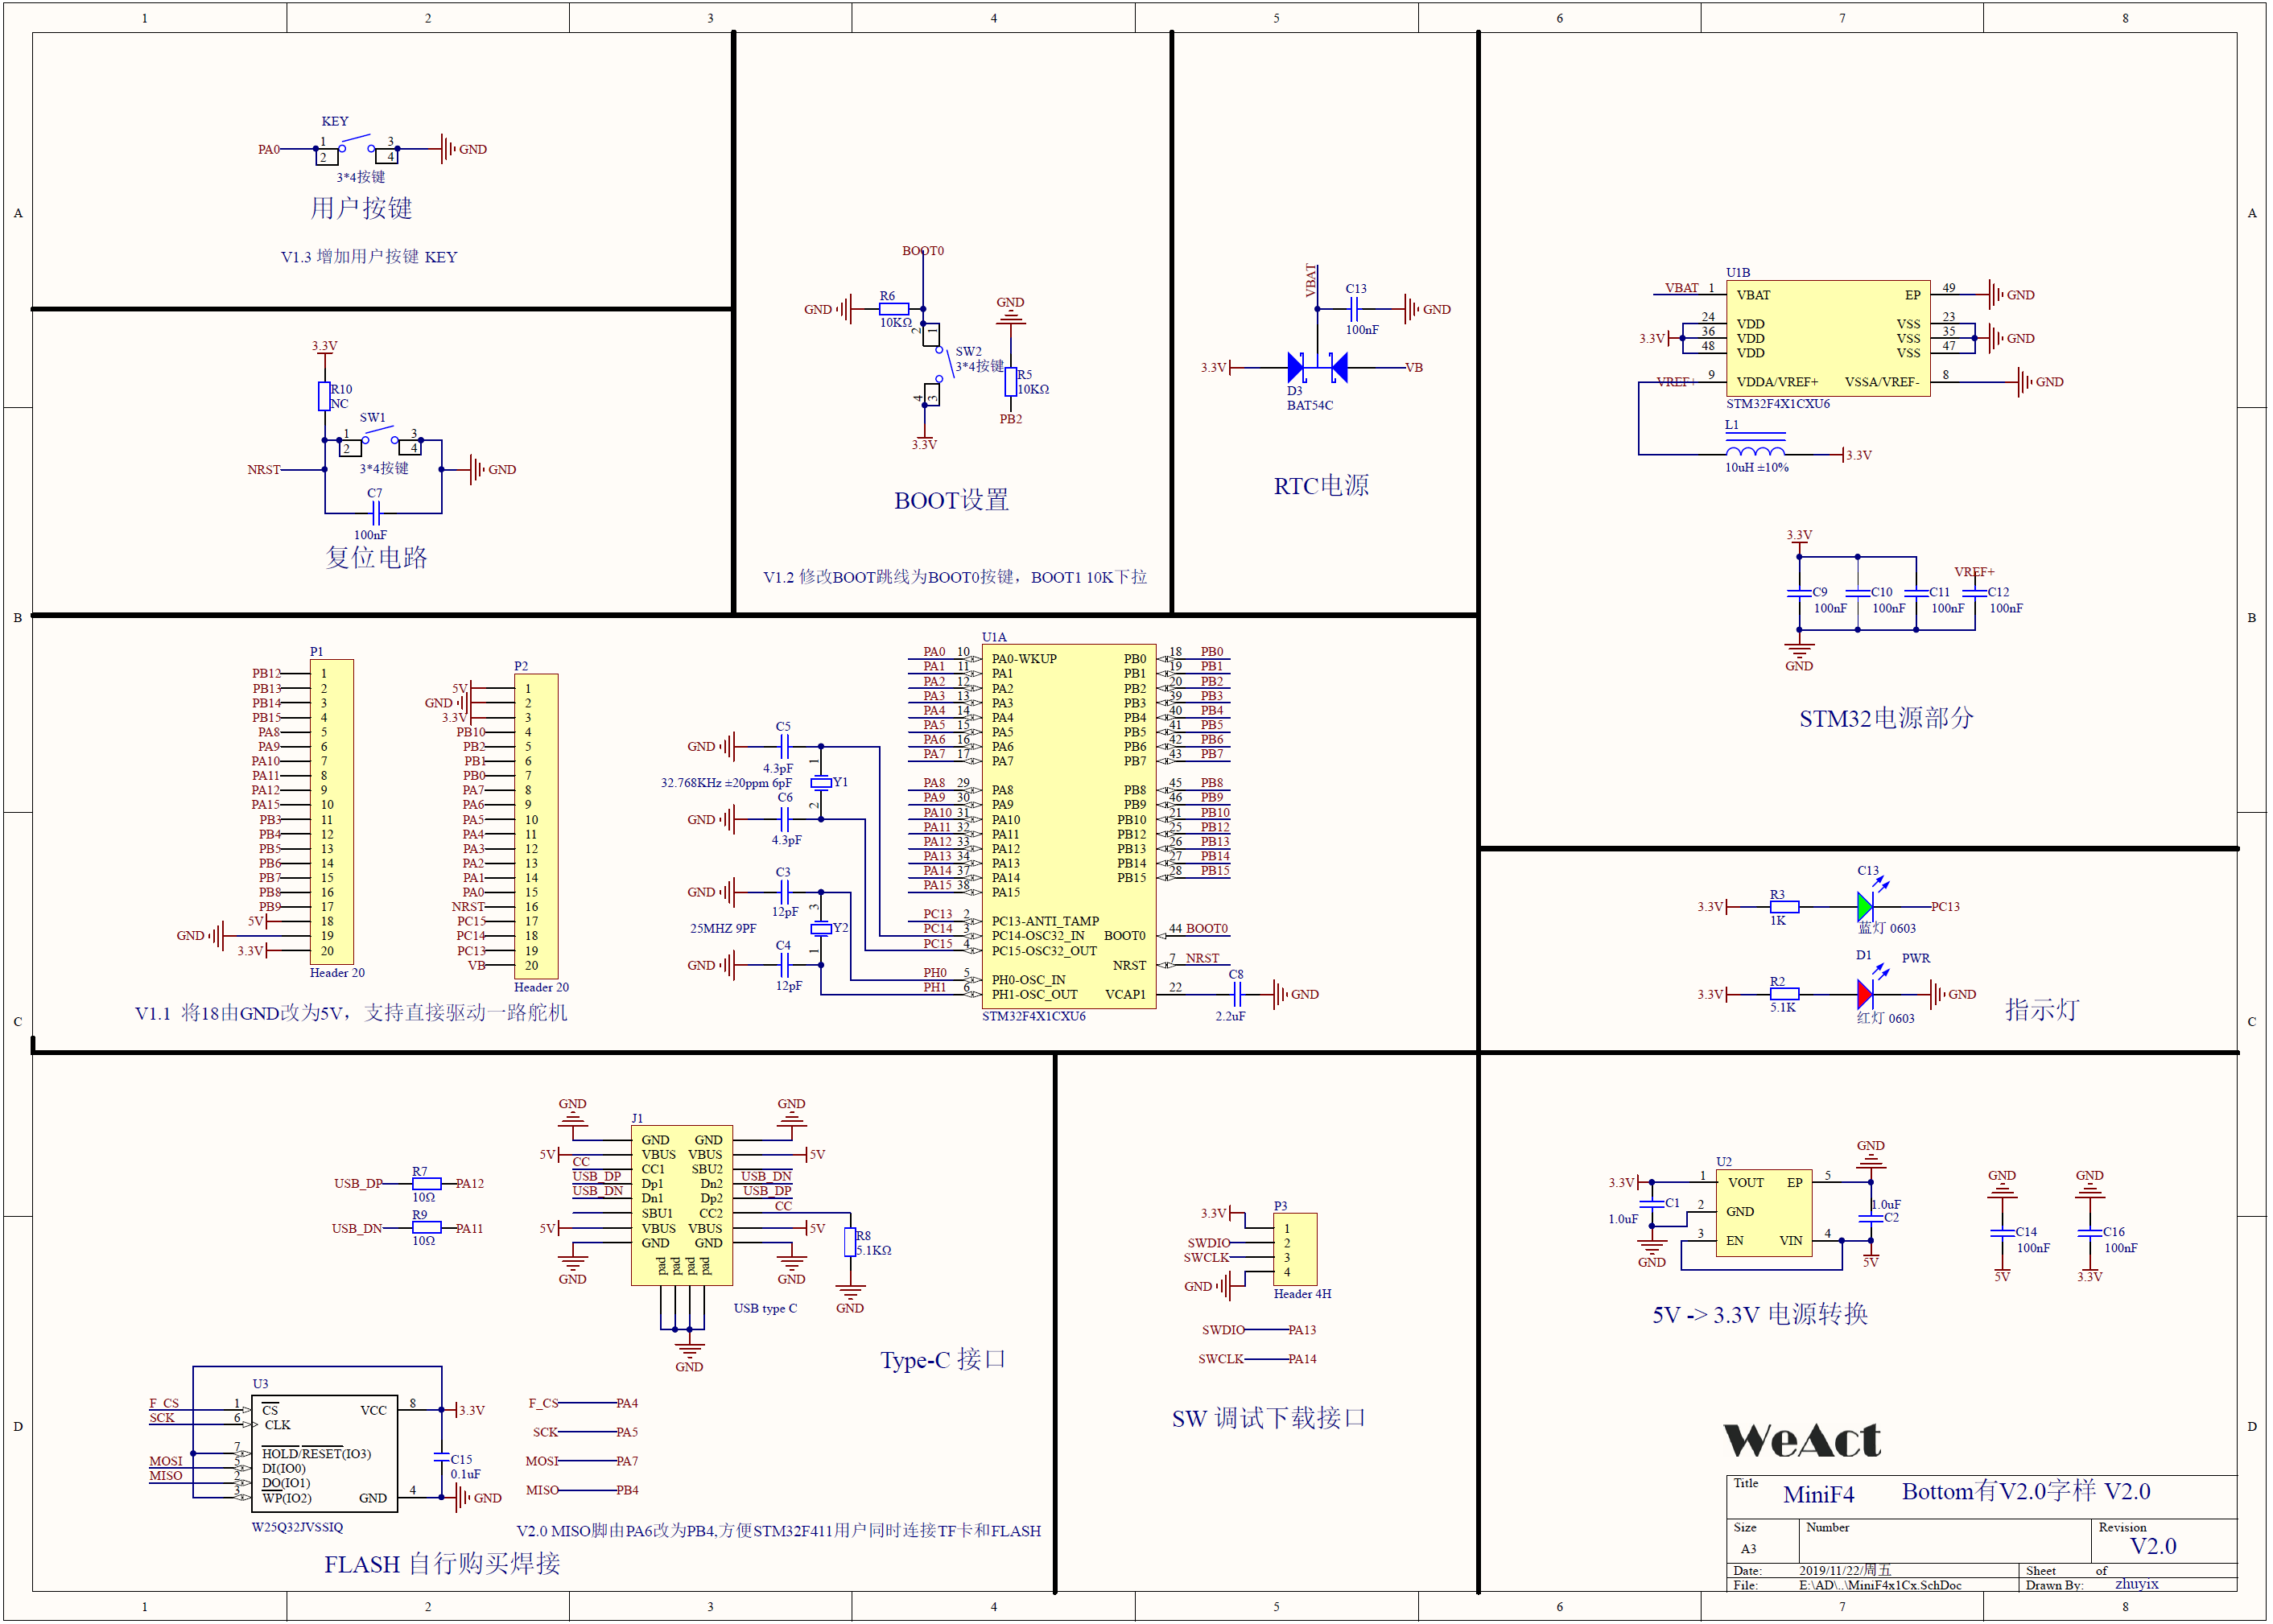 1 2 3 4 5 6 7 8
A
A
KEY
PA0
1
2
3
4
GND
3*4按键
用户按键
V1.3 增加用户按键 KEY
3.3V
R10
NC
SW1
1
2
3
4
3*4按键
NRST
GND
C7
100nF
复位电路
BOOT0
GND
R6
10KΩ
2
1
SW2
3*4按键
4
3
3.3V
GND
R5
10KΩ
PB2
BOOT设置
V1.2 修改BOOT跳线为BOOT0按键，BOOT1 10K下拉
VBAT
C13
100nF
GND
3.3V
VB
D3
BAT54C
RTC电源
U1B
VBAT 1 VBAT
24 VDD
3.3V 36 VDD
48 VDD
VREF+ 9 VDDA/VREF+
EP 49 GND
VSS 23
VSS 35 GND
VSS 47
VSSA/VREF- 8 GND
STM32F4X1CXU6
L1
10uH ±10%
3.3V
3.3V
VREF+
C9
100nF
C10
100nF
C11
100nF
C12
100nF
GND
STM32电源部分
B
B
P1
PB12 1
PB13 2
PB14 3
PB15 4
PA8 5
PA9 6
PA10 7
PA11 8
PA12 9
PA15 10
PB3 11
PB4 12
PB5 13
PB6 14
PB7 15
PB8 16
PB9 17
5V 18
GND 19
3.3V 20
Header 20
P2
5V 1
GND 2
3.3V 3
PB10 4
PB2 5
PB1 6
PB0 7
PA7 8
PA6 9
PA5 10
PA4 11
PA3 12
PA2 13
PA1 14
PA0 15
NRST 16
PC15 17
PC14 18
PC13 19
VB 20
Header 20
V1.1 将18由GND改为5V，支持直接驱动一路舵机
C5
GND
4.3pF
32.768KHz ±20ppm 6pF
1
Y1
2
C6
GND
4.3pF
C3
GND
12pF
3
25MHZ 9PF
Y2
1
C4
GND
12pF
U1A
PA0 10 PA0-WKUP
PA1 11 PA1
PA2 12 PA2
PA3 13 PA3
PA4 14 PA4
PA5 15 PA5
PA6 16 PA6
PA7 17 PA7
PA8 29 PA8
PA9 30 PA9
PA10 31 PA10
PA11 32 PA11
PA12 33 PA12
PA13 34 PA13
PA14 37 PA14
PA15 38 PA15
PC13 2 PC13-ANTI_TAMP
PC14 3 PC14-OSC32_IN
PC15 4 PC15-OSC32_OUT
PH0 5 PH0-OSC_IN
PH1 6 PH1-OSC_OUT
PB0 18 PB0
PB1 19 PB1
PB2 20 PB2
PB3 39 PB3
PB4 40 PB4
PB5 41 PB5
PB6 42 PB6
PB7 43 PB7
PB8 45 PB8
PB9 46 PB9
PB10 21 PB10
PB12 25 PB12
PB13 26 PB13
PB14 27 PB14
PB15 28 PB15
BOOT0 44 BOOT0
NRST 7 NRST
VCAP1 22
C8
2.2uF
GND
STM32F4X1CXU6
C13
3.3V
R3
1K
PC13
蓝灯 0603
D1
PWR
3.3V
R2
5.1K
GND
红灯 0603
指示灯
C
C
USB_DP R7 PA12
10Ω
USB_DN R9 PA11
10Ω
GND
GND
J1
GND GND
5V VBUS VBUS 5V
CC CC1 SBU2
USB_DP Dp1 Dn2 USB_DN
USB_DN Dn1 Dp2 USB_DP
SBU1 CC2 CC
5V VBUS VBUS 5V
GND GND
GND
GND
pad pad pad pad
USB type C
GND
R8
5.1KΩ
GND
Type-C 接口
U3
F_CS 1 CS
SCK 6 CLK
7 HOLD/RESET(IO3)
MOSI 5 DI(IO0)
MISO 2 DO(IO1)
3 WP(IO2)
VCC 8 3.3V
GND 4 GND
C15
0.1uF
W25Q32JVSSIQ
F_CS PA4
SCK PA5
MOSI PA7
MISO PB4
V2.0 MISO脚由PA6改为PB4,方便STM32F411用户同时连接TF卡和FLASH
FLASH 自行购买焊接
P3
3.3V 1
SWDIO 2
SWCLK 3
GND 4
Header 4H
SWDIO PA13
SWCLK PA14
SW 调试下载接口
U2
3.3V 1 VOUT
2 GND
3 EN
EP 5
VIN 4
C1
1.0uF
GND
GND
1.0uF
C2
5V
GND
C14
100nF
5V
GND
C16
100nF
3.3V
5V -> 3.3V 电源转换
D
D
WeAct
Title
MiniF4 Bottom有V2.0字样 V2.0
Size
A3
Number
Revision
V2.0
Date: 2019/11/22/周五
Sheet of
File: E:\AD\..\MiniF4x1Cx.SchDoc
Drawn By: zhuyix
1 2 3 4 5 6 7 8